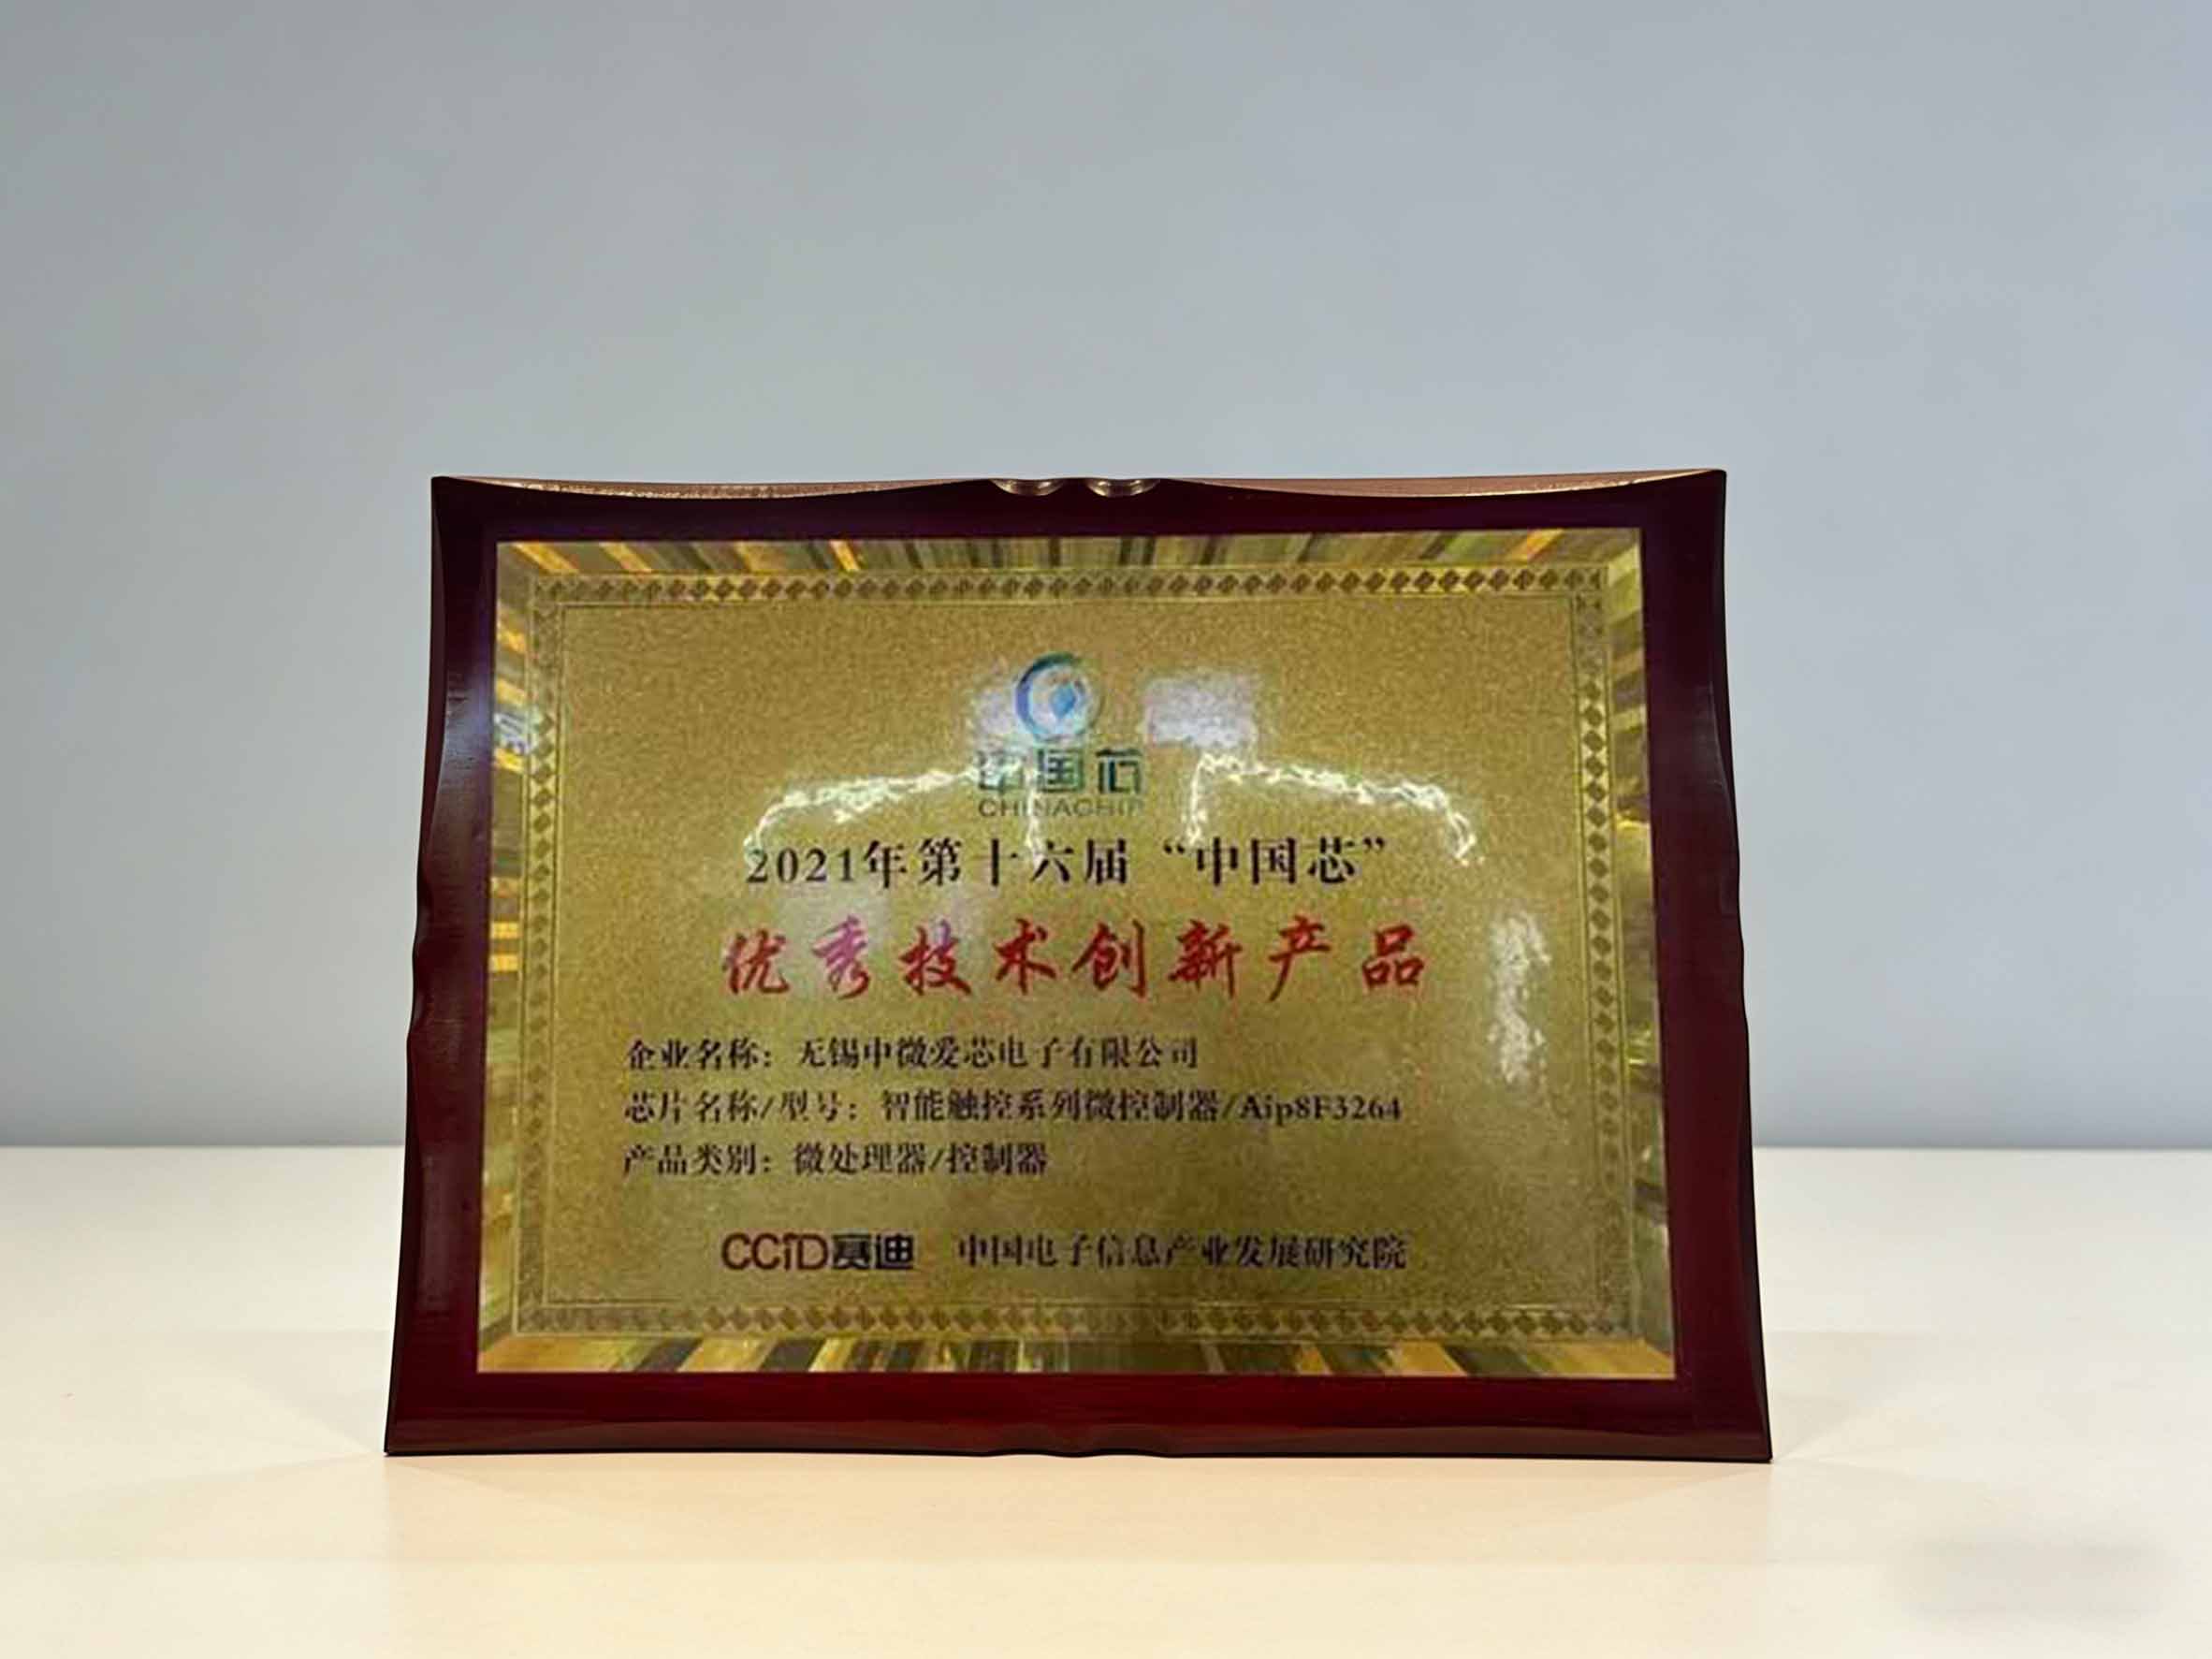 中国芯
CHINACHIP
2021年第十六届“中国芯”
优秀技术创新产品
企业名称：无锡中微爱芯电子有限公司
芯片名称/型号：智能触控系列微控制器/Aip8F3264
产品类别：微处理器/控制器
CCID赛迪 中国电子信息产业发展研究院